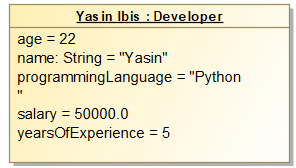 Yasin Ibis : Developer
age = 22
name: String = "Yasin"
programmingLanguage = "Python
"
salary = 50000.0
yearsOfExperience = 5